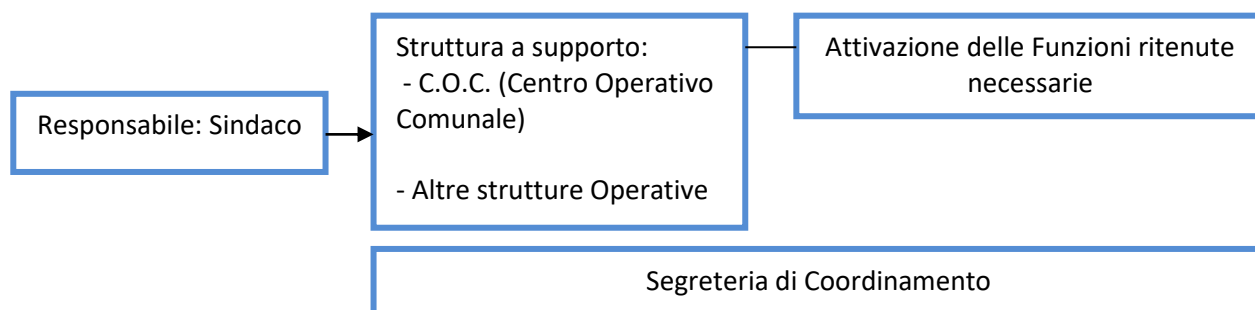 Responsabile: Sindaco
Struttura a supporto:
- C.O.C. (Centro Operativo
Comunale)
- Altre strutture Operative
Attivazione delle Funzioni ritenute
necessarie
Segreteria di Coordinamento